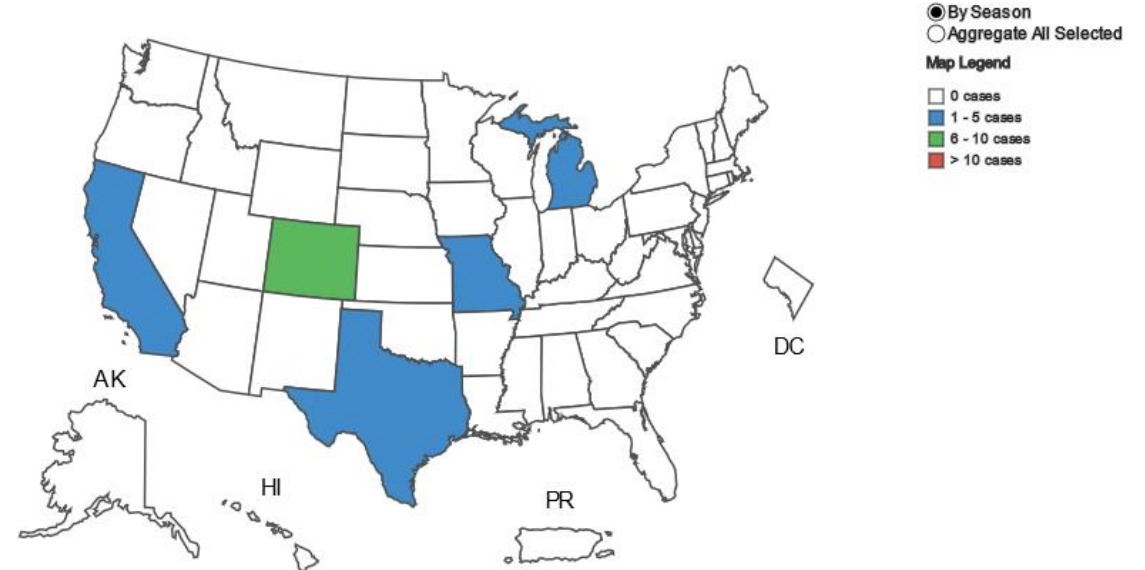 By Season
Aggregate All Selected
Map Legend
0 cases
1 - 5 cases
6 - 10 cases
> 10 cases
DC
AK
HI
PR